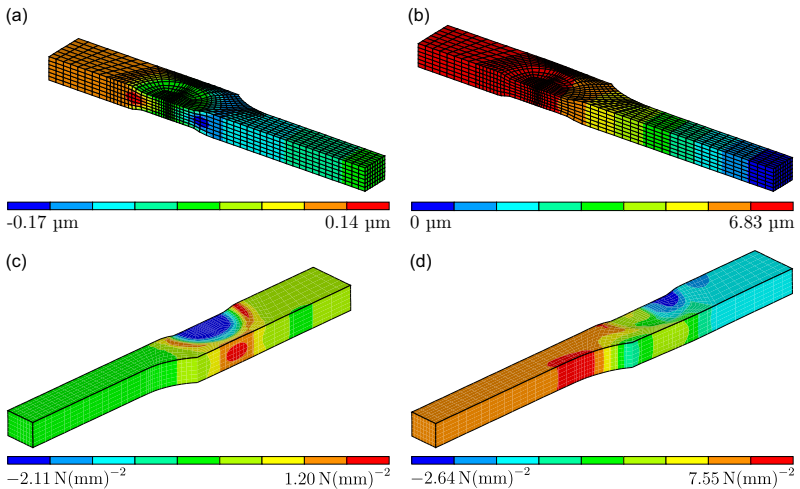 (a)
(b)
-0.17 µm 0.14 µm
0 µm 6.83 µm
(c)
(d)
−2.11 N(mm)⁻² 1.20 N(mm)⁻²
−2.64 N(mm)⁻² 7.55 N(mm)⁻²